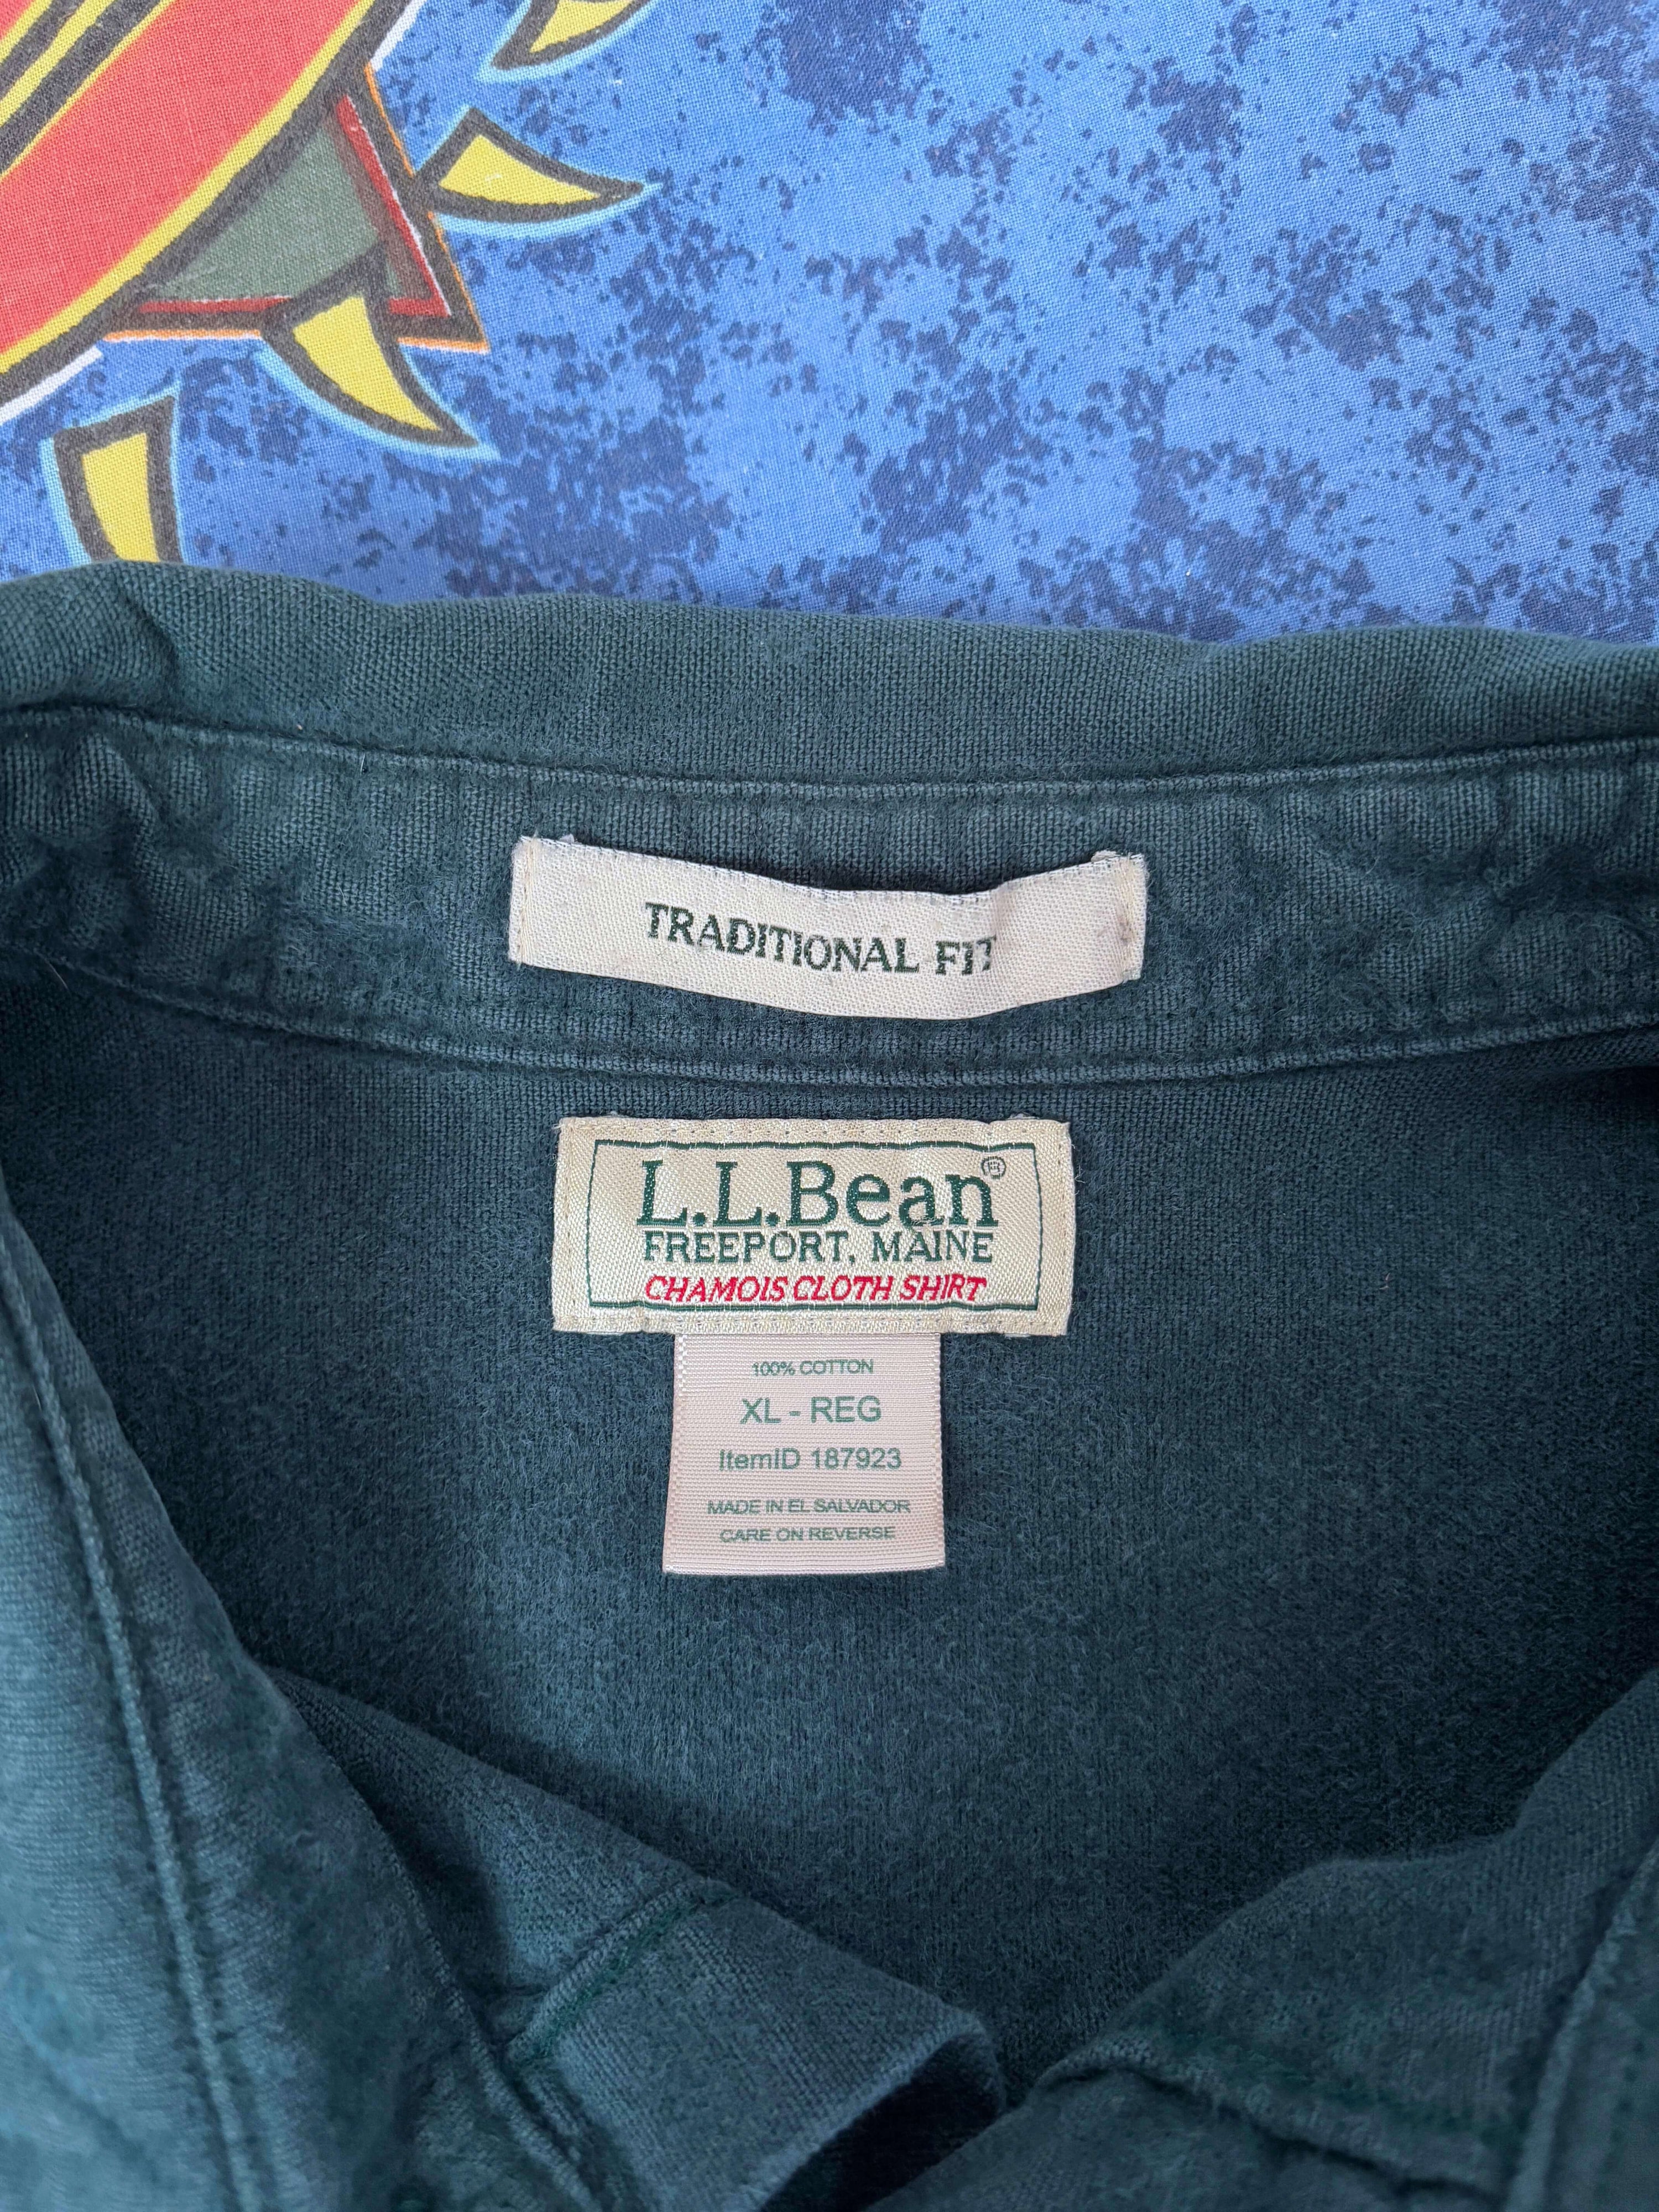 TRADITIONAL FIT
L.L.Bean®
FREEPORT, MAINE
CHAMOIS CLOTH SHIRT
100% COTTON
XL - REG
ItemID 187923
MADE IN EL SALVADOR
CARE ON REVERSE